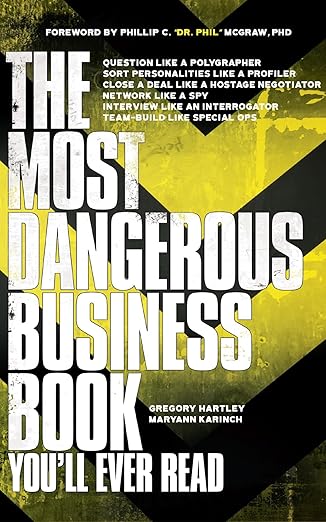 FOREWORD BY PHILLIP C. "DR. PHIL" MCGRAW, PHD
THE
QUESTION LIKE A POLYGRAPHER
SORT PERSONALITIES LIKE A PROFILER
CLOSE A DEAL LIKE A HOSTAGE NEGOTIATOR
NETWORK LIKE A SPY
INTERVIEW LIKE AN INTERROGATOR
TEAM-BUILD LIKE SPECIAL OPS
MOST
DANGEROUS
BUSINESS
BOOK
GREGORY HARTLEY
MARYANN KARINCH
YOU'LL EVER READ